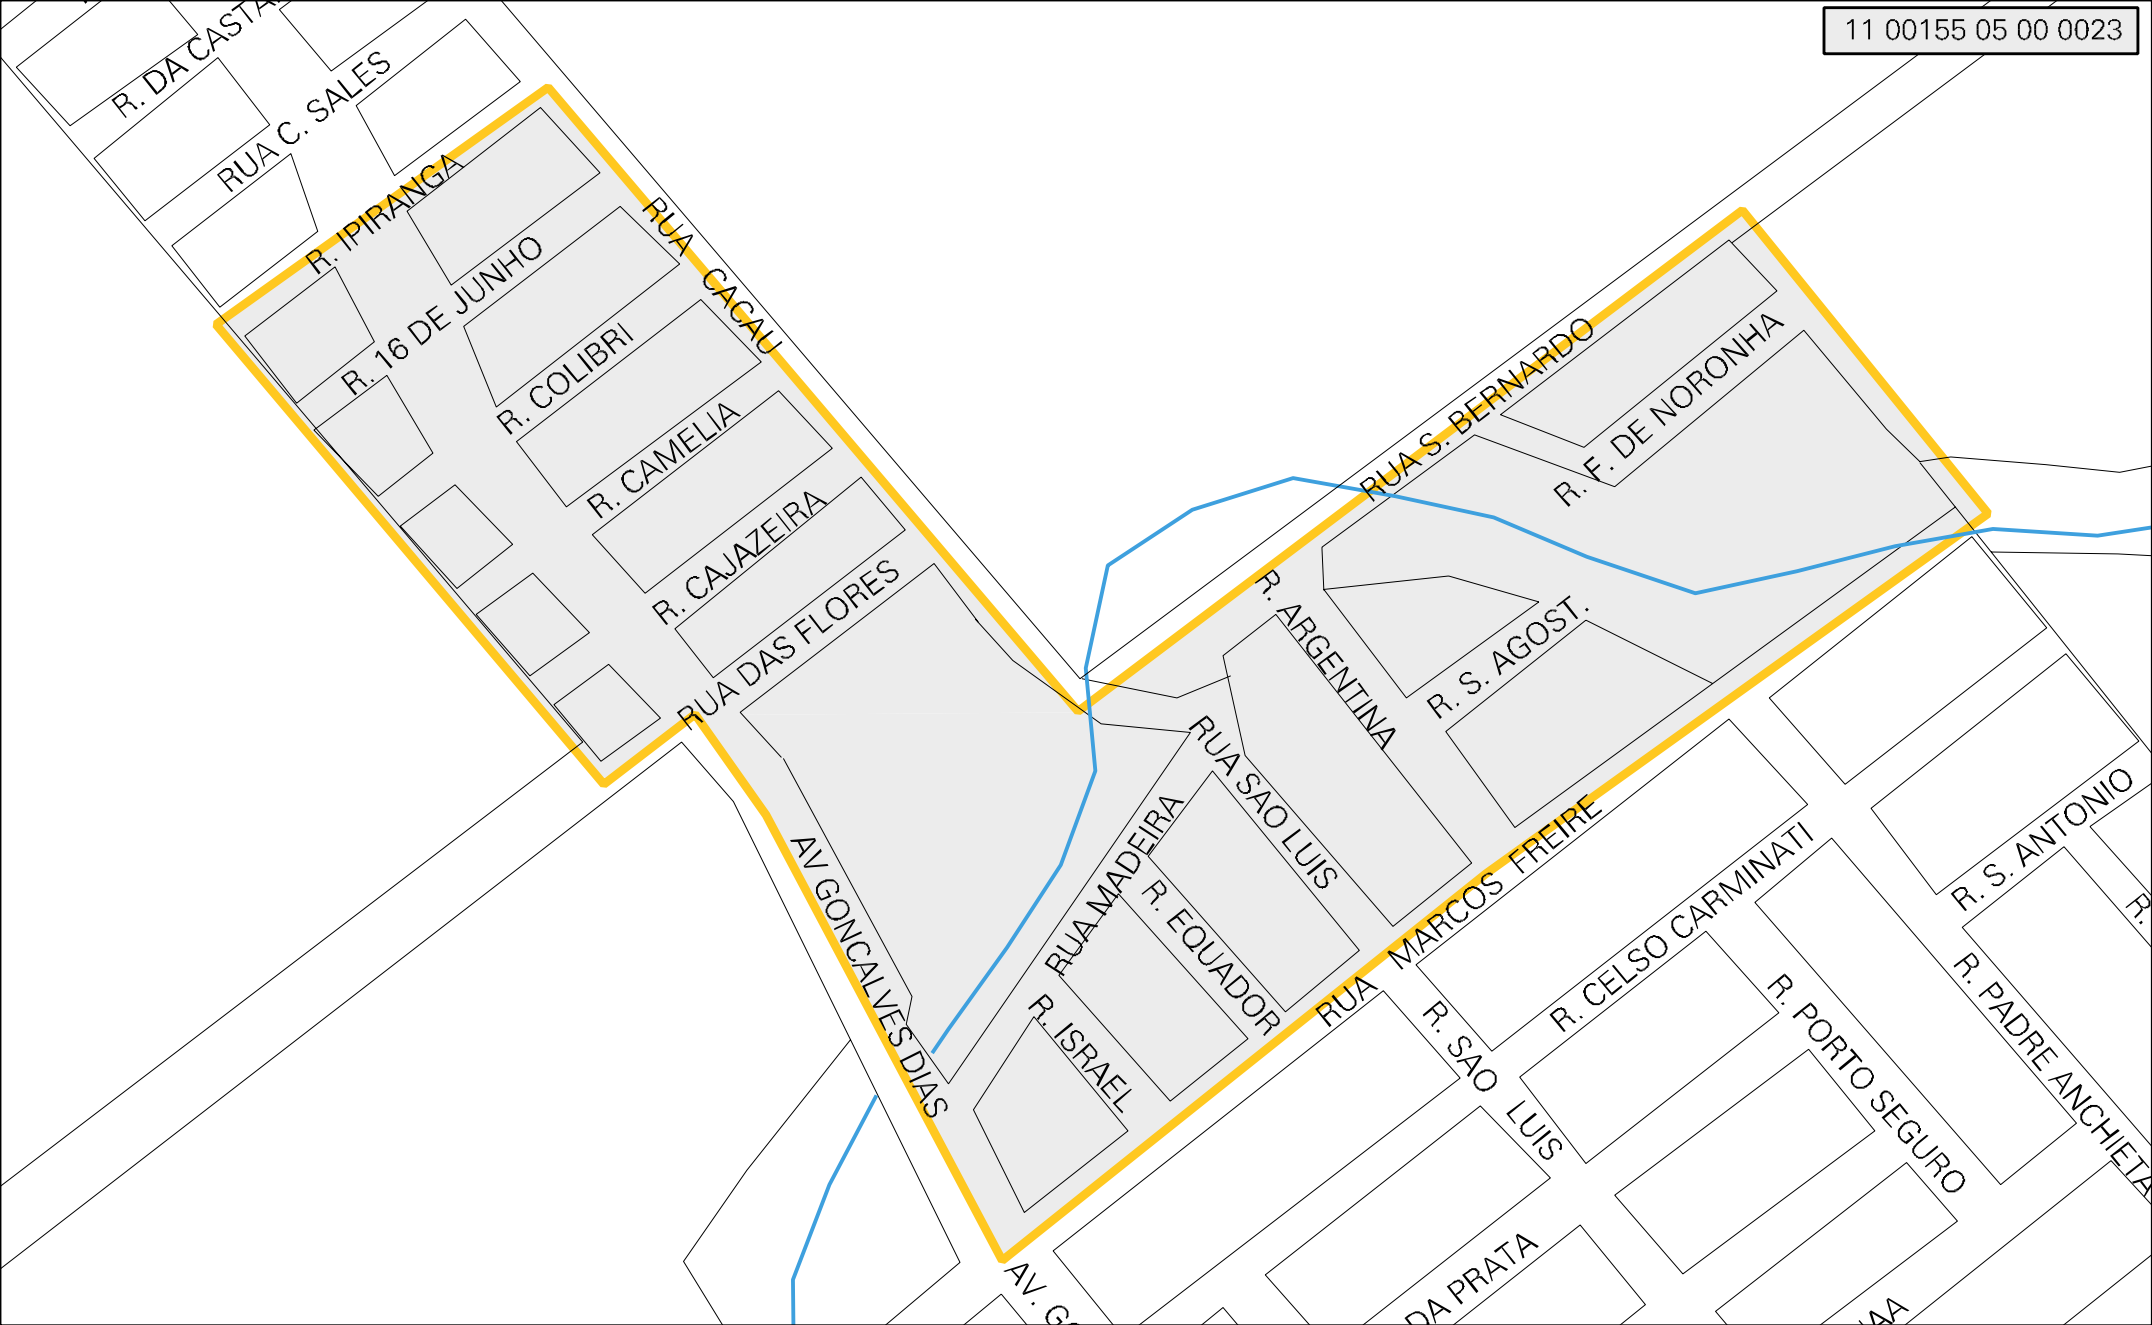 11 00155 05 00 0023
R. DA CASTA
RUA C. SALES
R. IPIRANGA
R. 16 DE JUNHO
RUA CACAU
R. COLIBRI
R. CAMELIA
R. CAJAZEIRA
RUA DAS FLORES
RUA S. BERNARDO
R. F. DE NORONHA
R. ARGENTINA
R. S. AGOST.
RUA SAO LUIS
RUA MADEIRA
R. EQUADOR
R. ISRAEL
AV GONCALVES DIAS
RUA MARCOS FREIRE
R. CELSO CARMINATI
R. S. ANTONIO
R.
R. PADRE ANCHIETA
R. PORTO SEGURO
R. SAO LUIS
DA PRATA
AV. GO